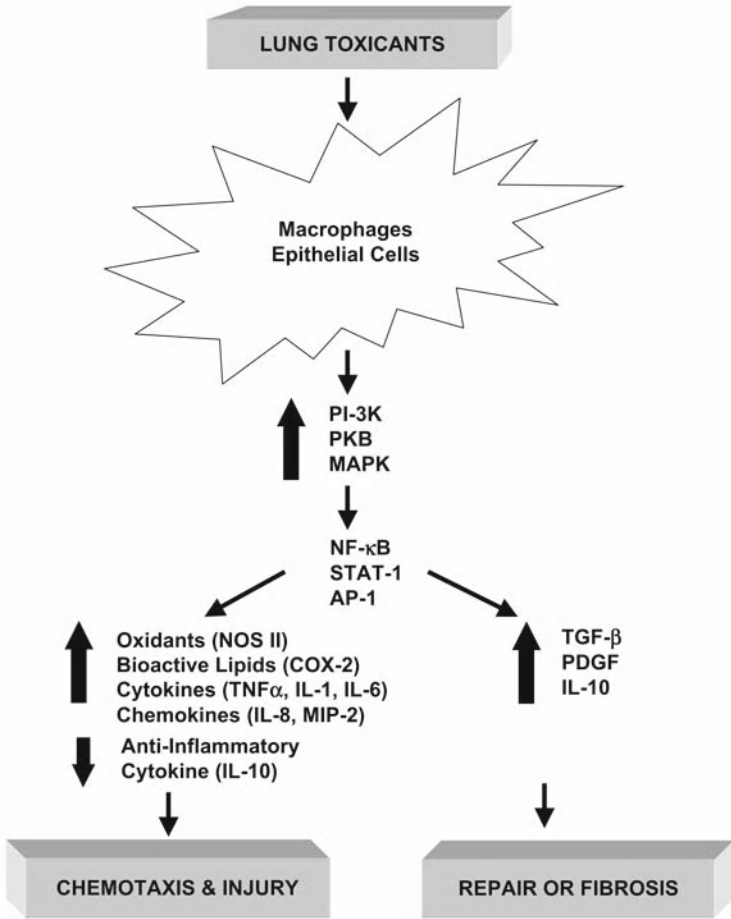 LUNG TOXICANTS
Macrophages
Epithelial Cells
PI-3K
PKB
MAPK
NF-κB
STAT-1
AP-1
Oxidants (NOS II)
Bioactive Lipids (COX-2)
Cytokines (TNFα, IL-1, IL-6)
Chemokines (IL-8, MIP-2)
Anti-Inflammatory
Cytokine (IL-10)
TGF-β
PDGF
IL-10
CHEMOTAXIS & INJURY
REPAIR OR FIBROSIS